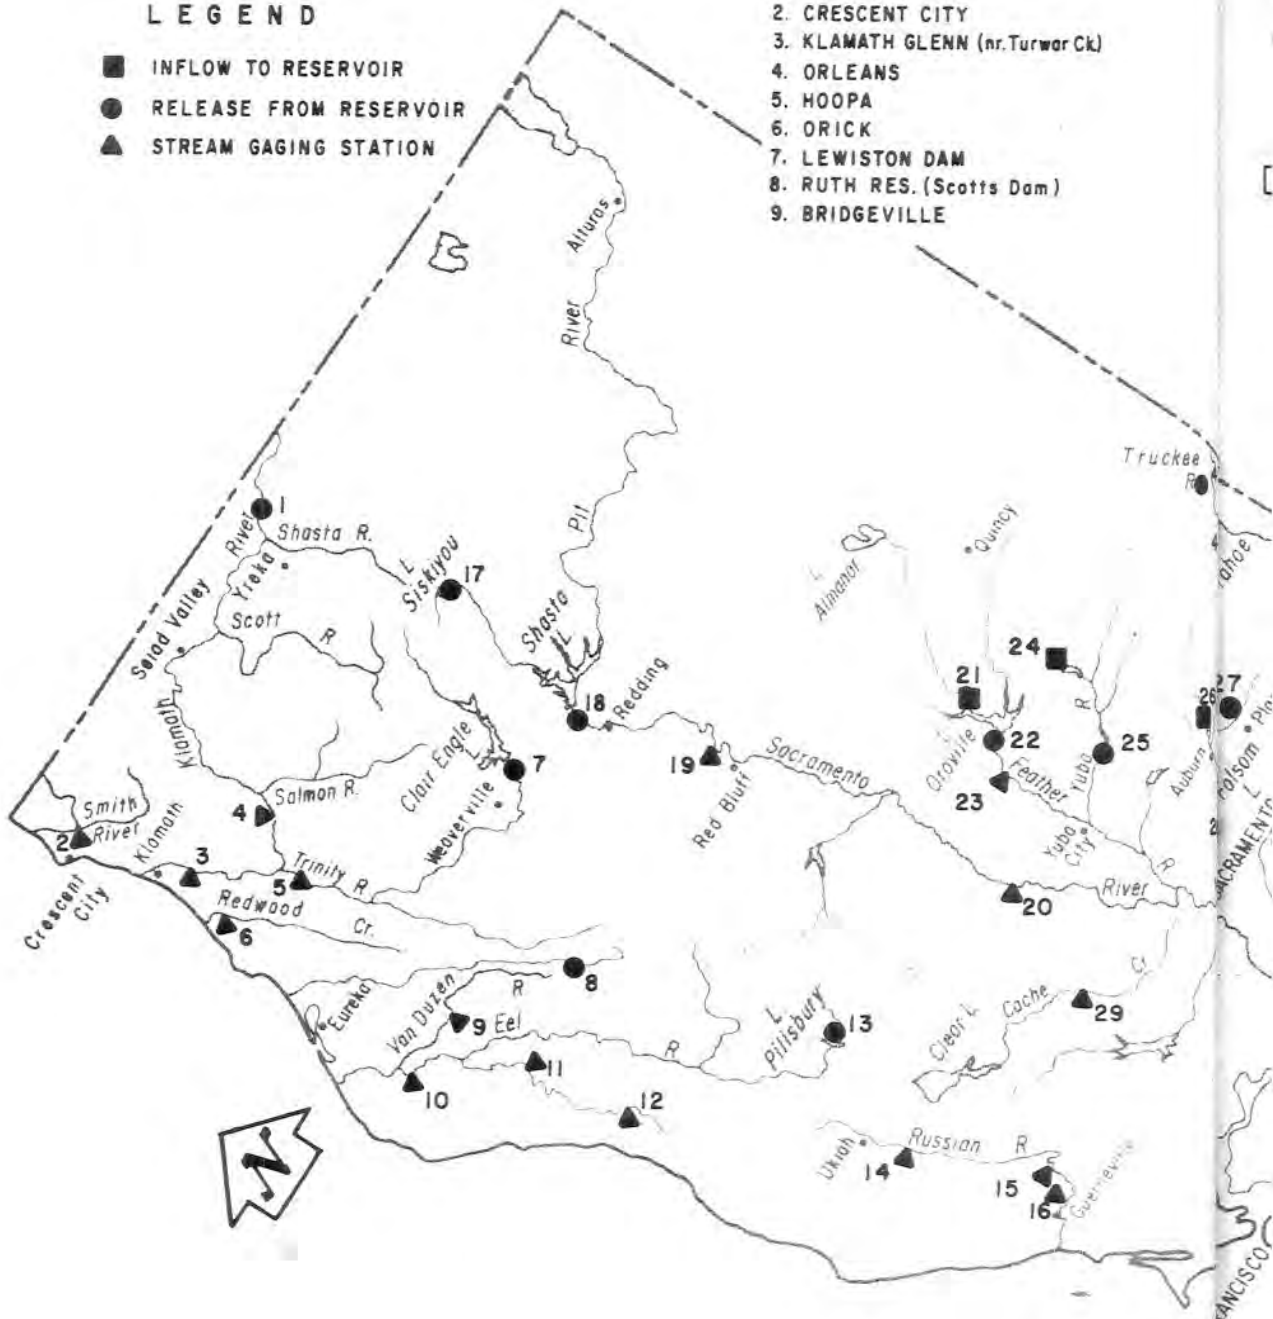 LEGEND
INFLOW TO RESERVOIR
RELEASE FROM RESERVOIR
STREAM GAGING STATION
2. CRESCENT CITY
3. KLAMATH GLENN (nr. Turwar Ck)
4. ORLEANS
5. HOOPA
6. ORICK
7. LEWISTON DAM
8. RUTH RES. (Scotts Dam)
9. BRIDGEVILLE
Alturas
River
Pit
Truckee
R
1
River
Shasta R.
Yreka
L
Siskiyou
17
Quincy
L
Almanor
Seiad Valley
Scott
R
Shasta
L
18
Redding
24
21
R
26
27
Klamath
Clair Engle
7
19
Red Bluff
Sacramento
L
Oroville
22
Feather
23
Yuba
25
Auburn
Folsom
L
Smith
River
2
4
Salmon R.
Weaverville
Yuba
City
R
SACRAMENTO
Crescent
City
Klamath
3
5
Trinity R
River
20
Redwood
Cr.
6
Eureka
Van Duzen
R
8
9
Eel
R
L
Pillsbury
13
Clear L
Cache
Cr
29
10
11
12
N
Ukiah
14
Russian
R
15
16
Guerneville